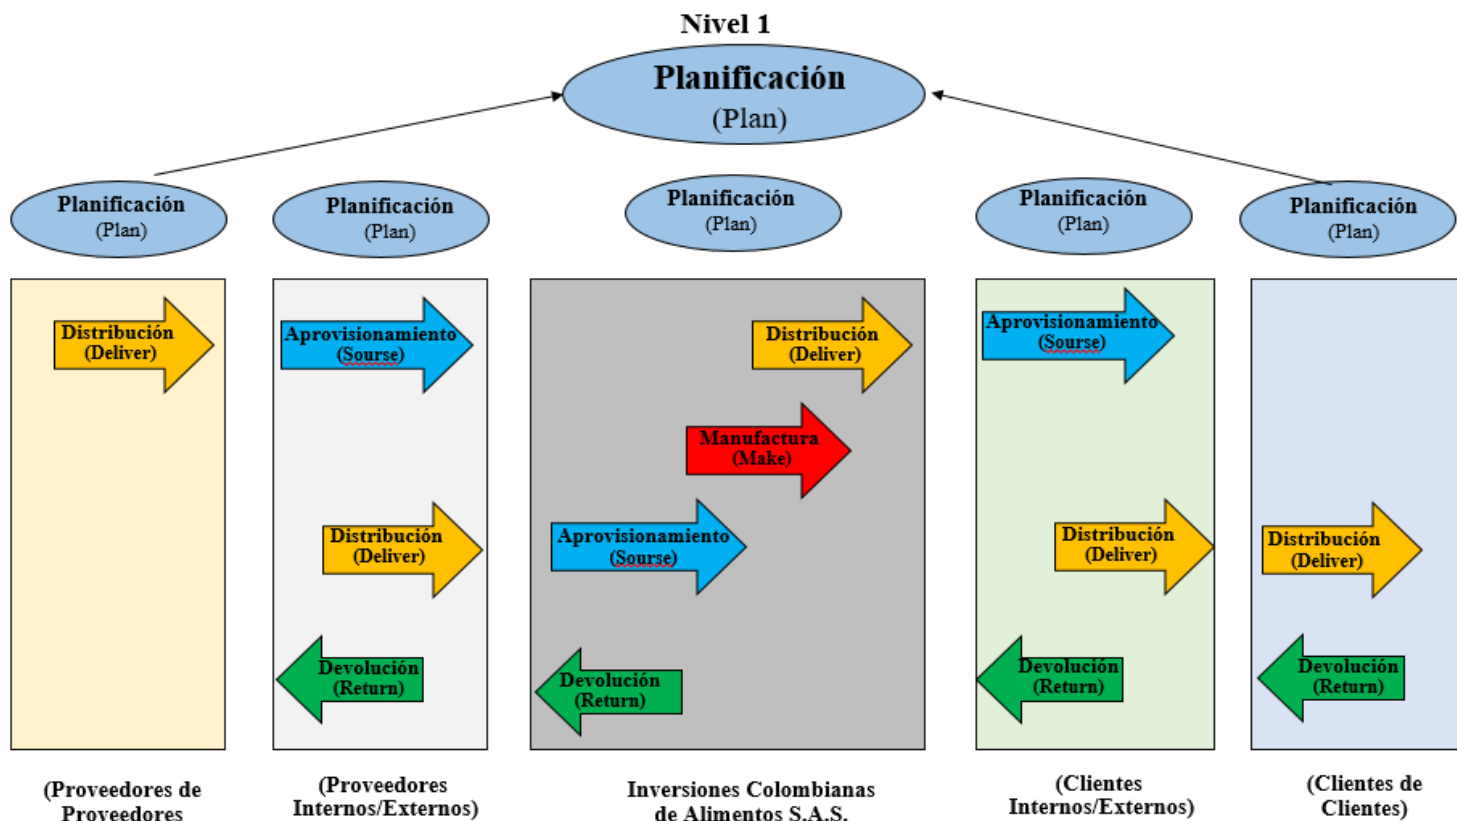 Nivel 1
Planificación
(Plan)
Planificación
(Plan)
Planificación
(Plan)
Planificación
(Plan)
Planificación
(Plan)
Planificación
(Plan)
Distribución
(Deliver)
Aprovisionamiento
(Sourse)
Distribución
(Deliver)
Devolución
(Return)
Distribución
(Deliver)
Manufactura
(Make)
Aprovisionamiento
(Sourse)
Devolución
(Return)
Aprovisionamiento
(Sourse)
Distribución
(Deliver)
Devolución
(Return)
Distribución
(Deliver)
Devolución
(Return)
(Proveedores de
Proveedores
(Proveedores
Internos/Externos)
Inversiones Colombianas
de Alimentos S.A.S.
(Clientes
Internos/Externos)
(Clientes de
Clientes)